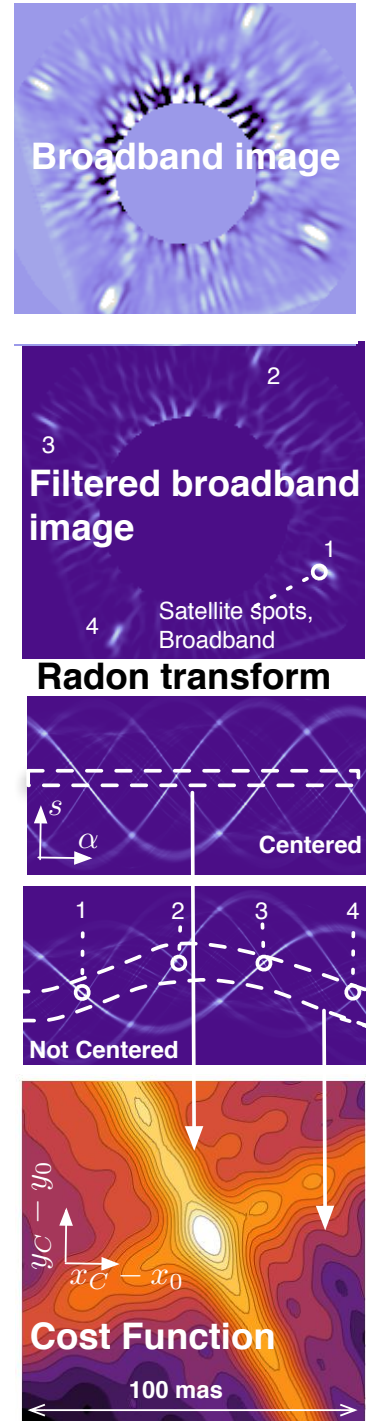 Broadband image
2
3
Filtered broadband
image
1
4
Satellite spots,
Broadband
Radon transform
s
α
Centered
1 2 3 4
Not Centered
y_C − y_0
x_C − x_0
Cost Function
100 mas